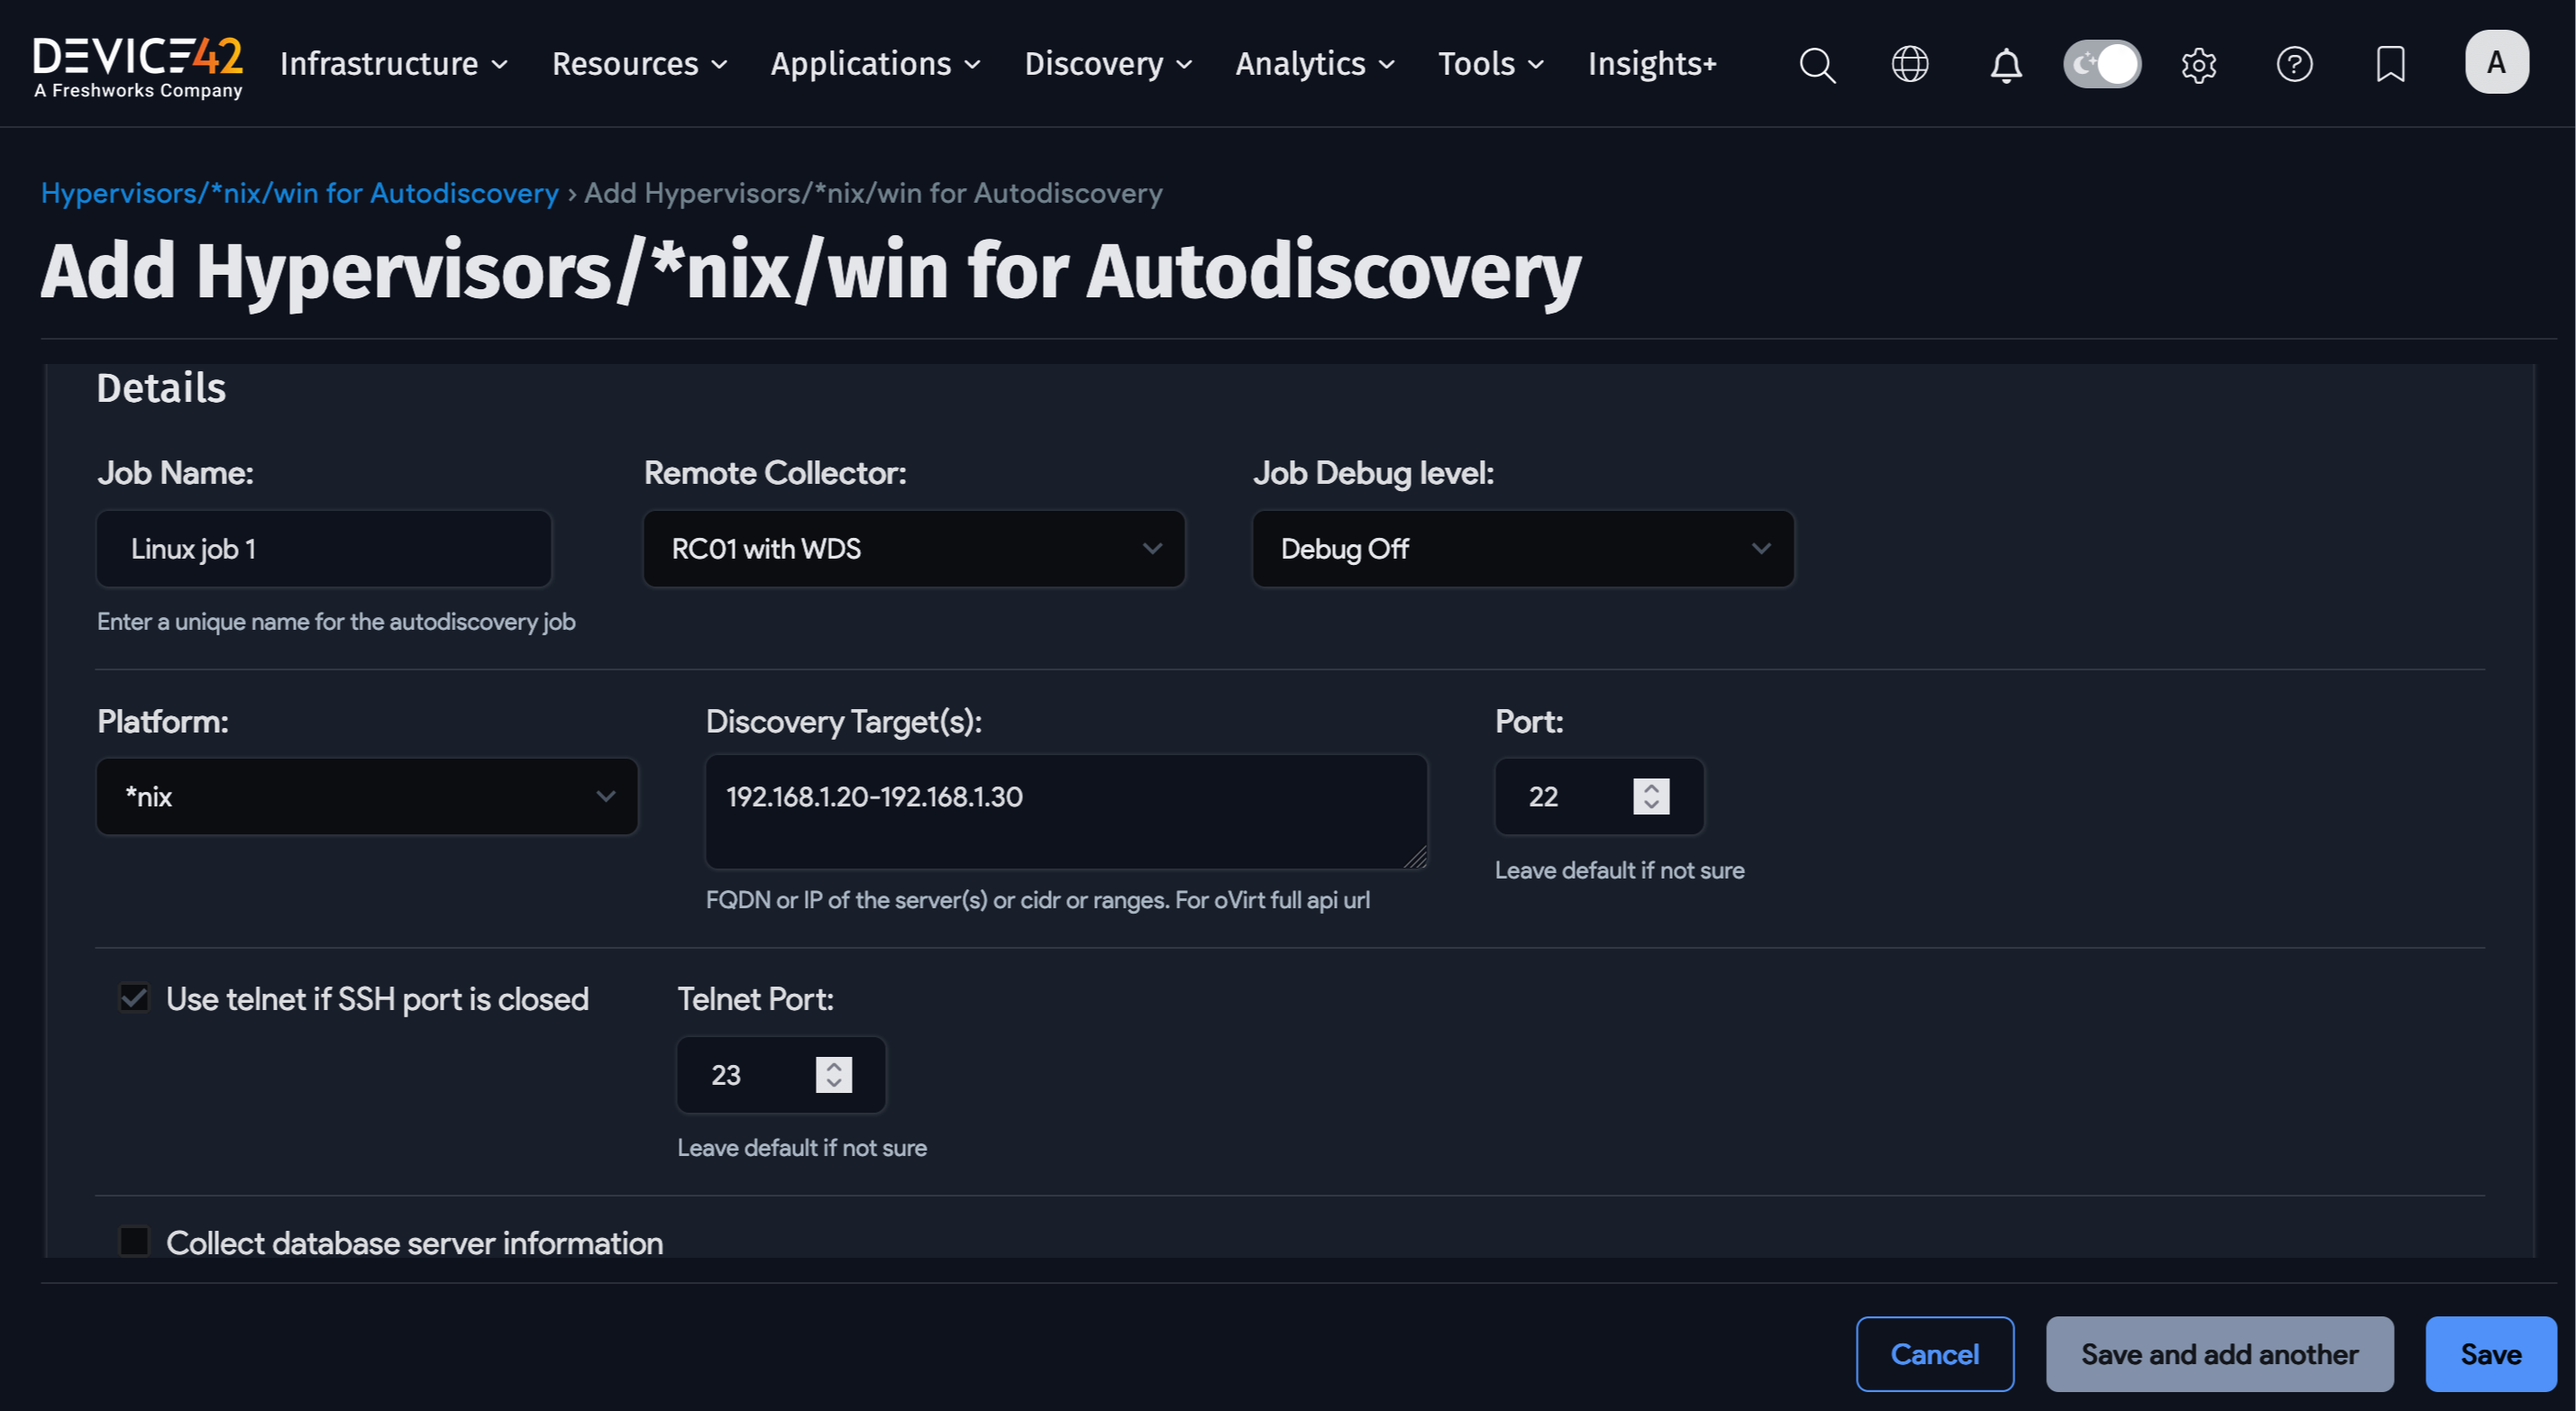 DEVICE42
A Freshworks Company
Infrastructure Resources Applications Discovery Analytics Tools Insights+ A
Hypervisors/*nix/win for Autodiscovery › Add Hypervisors/*nix/win for Autodiscovery
Add Hypervisors/*nix/win for Autodiscovery
Details
Job Name: Remote Collector: Job Debug level:
Linux job 1 RC01 with WDS Debug Off
Enter a unique name for the autodiscovery job
Platform: Discovery Target(s): Port:
*nix 192.168.1.20-192.168.1.30 22
Leave default if not sure
FQDN or IP of the server(s) or cidr or ranges. For oVirt full api url
Use telnet if SSH port is closed Telnet Port:
23
Leave default if not sure
Collect database server information
Cancel Save and add another Save